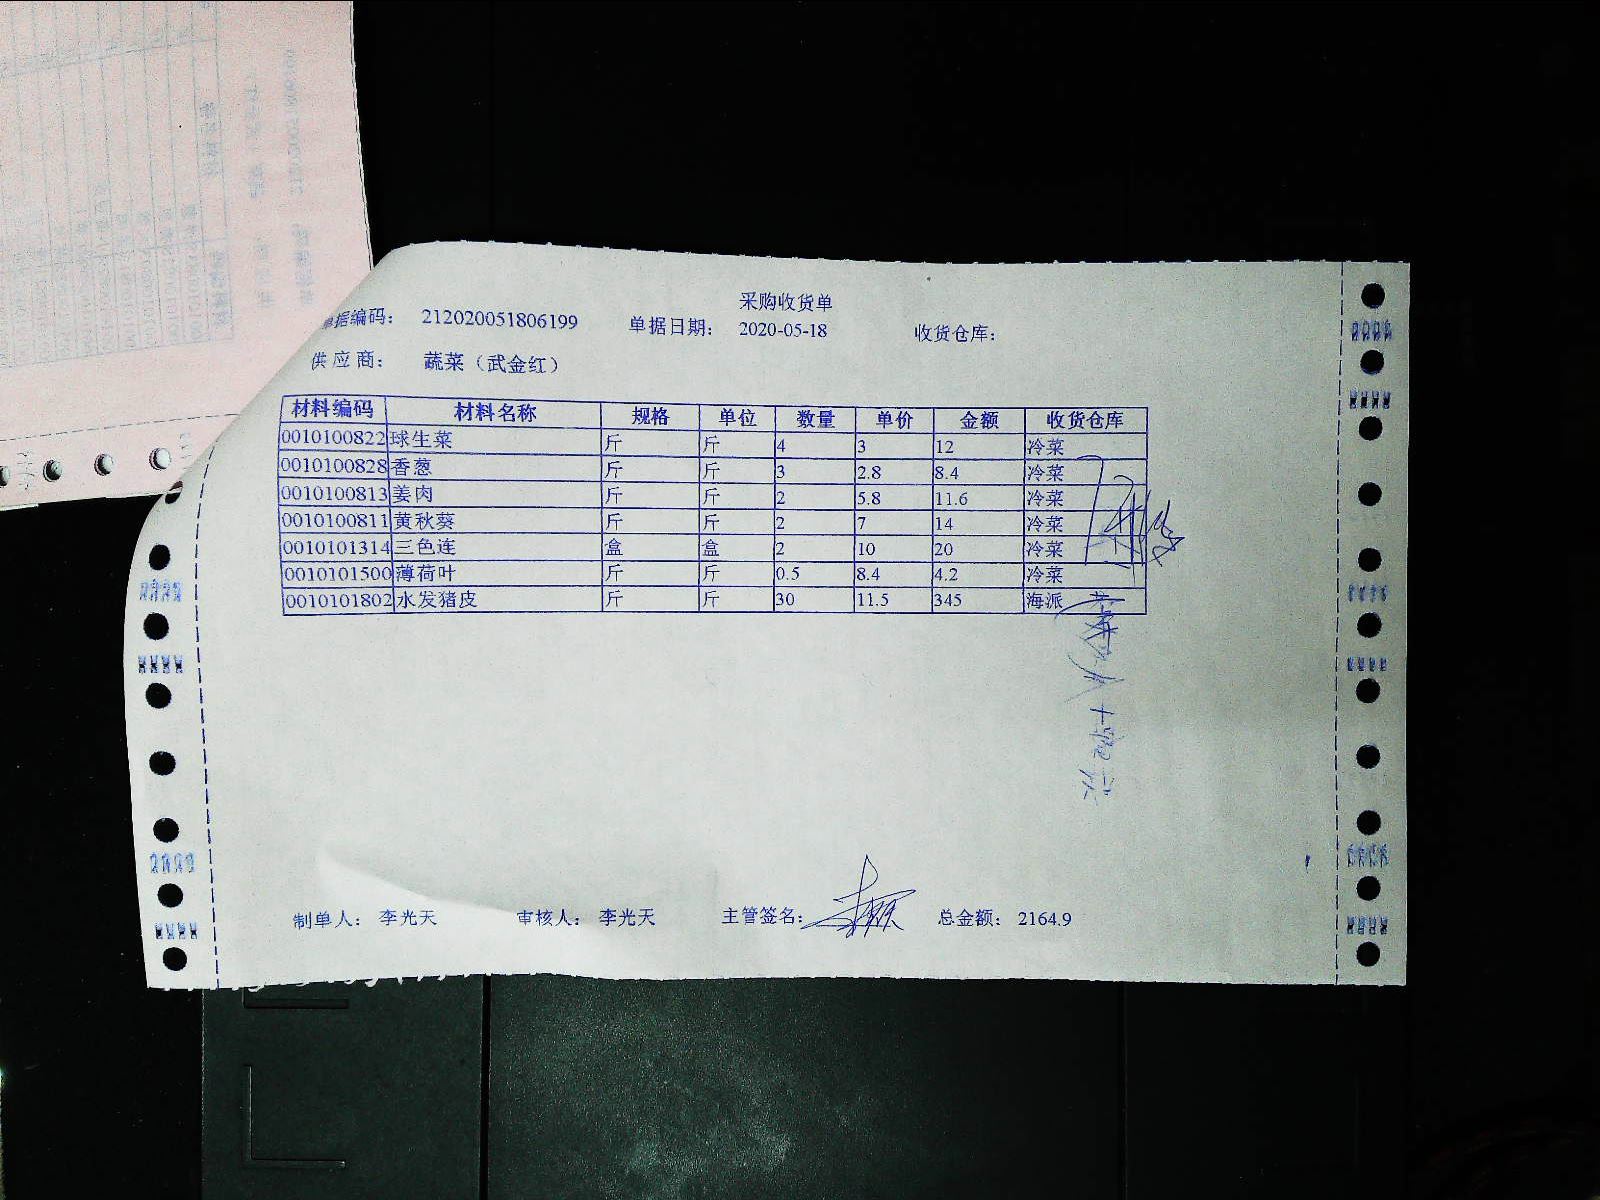 采购收货单
单据编码： 212020051806199 单据日期： 2020-05-18 收货仓库：
供应商： 蔬菜（武金红）
材料编码 材料名称 规格 单位 数量 单价 金额 收货仓库
0010100822 球生菜 斤 斤 4 3 12 冷菜
0010100828 香葱 斤 斤 3 2.8 8.4 冷菜
0010100813 姜肉 斤 斤 2 5.8 11.6 冷菜
0010100811 黄秋葵 斤 斤 2 7 14 冷菜
0010101314 三色连 盒 盒 2 10 20 冷菜
0010101500 薄荷叶 斤 斤 0.5 8.4 4.2 冷菜
0010101802 水发猪皮 斤 斤 30 11.5 345 海派
制单人： 李光天 审核人： 李光天 主管签名： 总金额： 2164.9